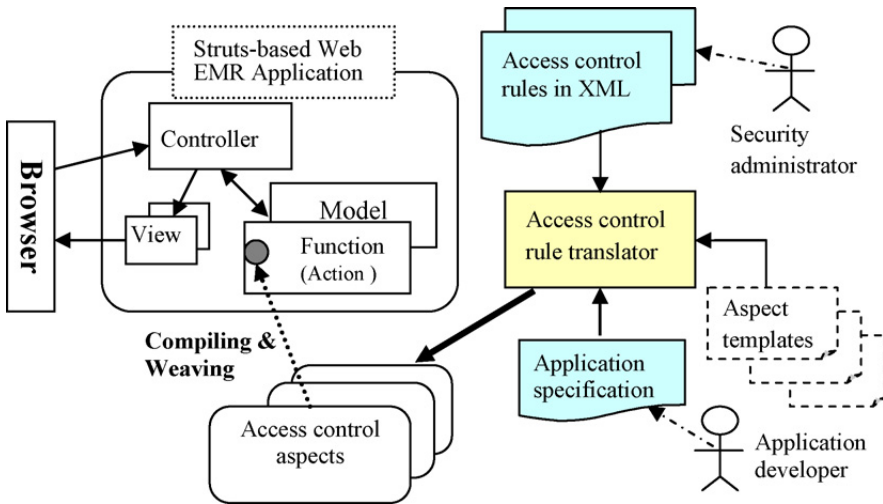 Struts-based Web
EMR Application
Controller
Browser
View
Model
Function
(Action )
Compiling &
Weaving
Access control
aspects
Access control
rules in XML
Security
administrator
Access control
rule translator
Aspect
templates
Application
specification
Application
developer